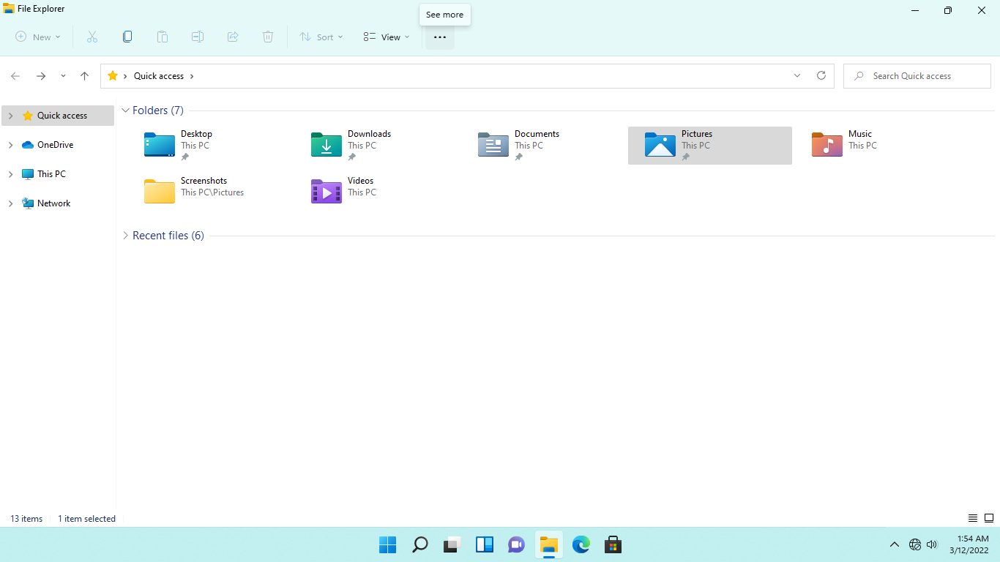 File Explorer
See more
New
Sort
View
Quick access
Search Quick access
Quick access
OneDrive
This PC
Network
Folders (7)
Desktop
This PC
Downloads
This PC
Documents
This PC
Pictures
This PC
Music
This PC
Screenshots
This PC\Pictures
Videos
This PC
Recent files (6)
13 items
1 item selected
1:54 AM
3/12/2022